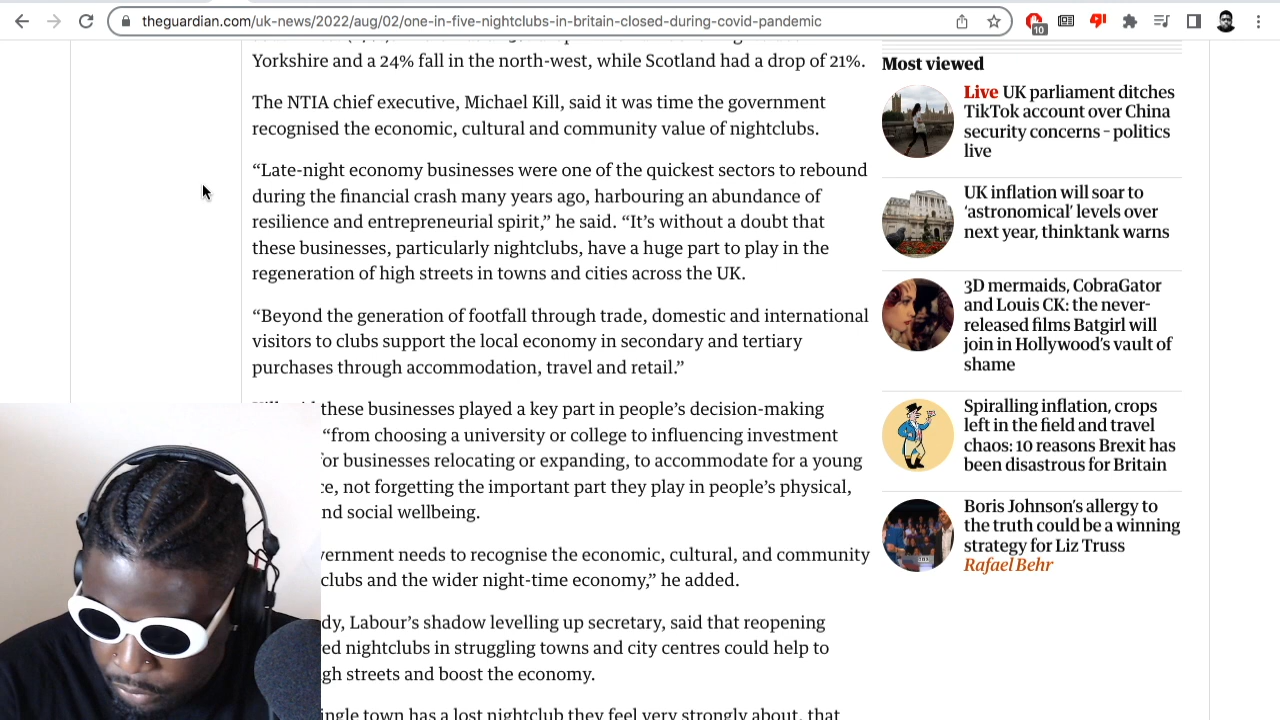 theguardian.com/uk-news/2022/aug/02/one-in-five-nightclubs-in-britain-closed-during-covid-pandemic
10
Yorkshire and a 24% fall in the north-west, while Scotland had a drop of 21%.
The NTIA chief executive, Michael Kill, said it was time the government
recognised the economic, cultural and community value of nightclubs.
“Late-night economy businesses were one of the quickest sectors to rebound
during the financial crash many years ago, harbouring an abundance of
resilience and entrepreneurial spirit,” he said. “It’s without a doubt that
these businesses, particularly nightclubs, have a huge part to play in the
regeneration of high streets in towns and cities across the UK.
“Beyond the generation of footfall through trade, domestic and international
visitors to clubs support the local economy in secondary and tertiary
purchases through accommodation, travel and retail.”
these businesses played a key part in people’s decision-making
“from choosing a university or college to influencing investment
for businesses relocating or expanding, to accommodate for a young
ce, not forgetting the important part they play in people’s physical,
nd social wellbeing.
vernment needs to recognise the economic, cultural, and community
clubs and the wider night-time economy,” he added.
dy, Labour’s shadow levelling up secretary, said that reopening
ed nightclubs in struggling towns and city centres could help to
gh streets and boost the economy.
ingle town has a lost nightclub they feel very strongly about, that
Most viewed
Live UK parliament ditches
TikTok account over China
security concerns – politics
live
UK inflation will soar to
‘astronomical’ levels over
next year, thinktank warns
3D mermaids, CobraGator
and Louis CK: the never-
released films Batgirl will
join in Hollywood’s vault of
shame
Spiralling inflation, crops
left in the field and travel
chaos: 10 reasons Brexit has
been disastrous for Britain
Boris Johnson’s allergy to
the truth could be a winning
strategy for Liz Truss
Rafael Behr